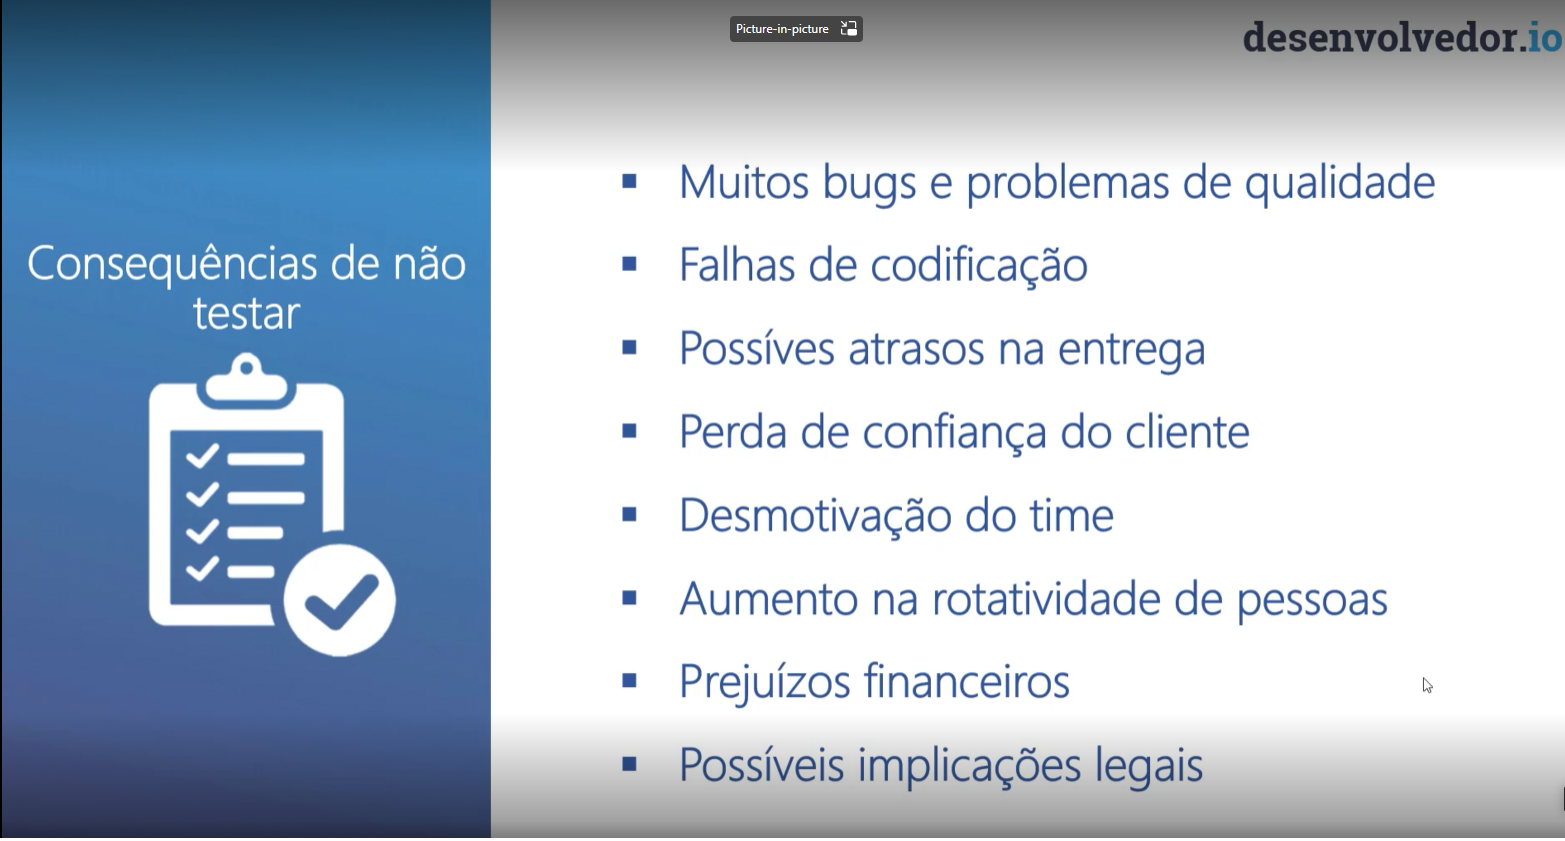 Picture-in-picture
desenvolvedor.io
Consequências de não
testar
▪ Muitos bugs e problemas de qualidade
▪ Falhas de codificação
▪ Possíves atrasos na entrega
▪ Perda de confiança do cliente
▪ Desmotivação do time
▪ Aumento na rotatividade de pessoas
▪ Prejuízos financeiros
▪ Possíveis implicações legais